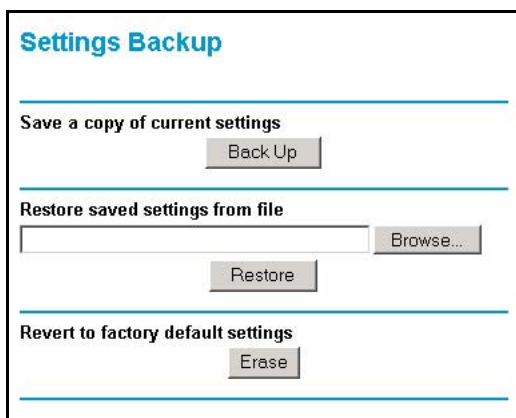 Settings Backup
Save a copy of current settings
Back Up
Restore saved settings from file
Browse...
Restore
Revert to factory default settings
Erase